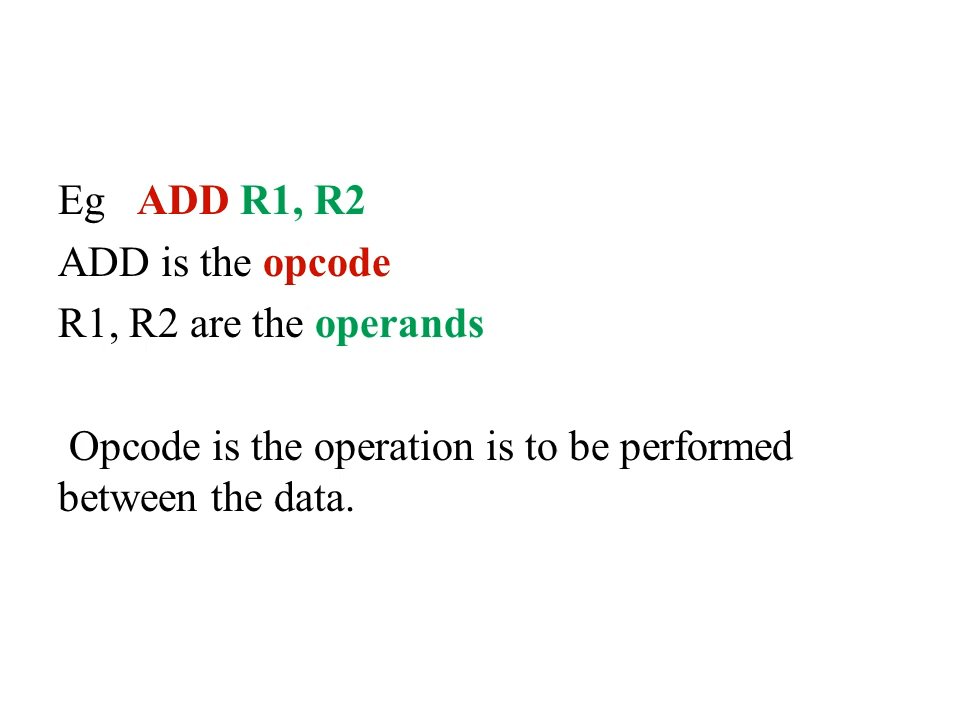 Eg ADD R1, R2
ADD is the opcode
R1, R2 are the operands
Opcode is the operation is to be performed
between the data.